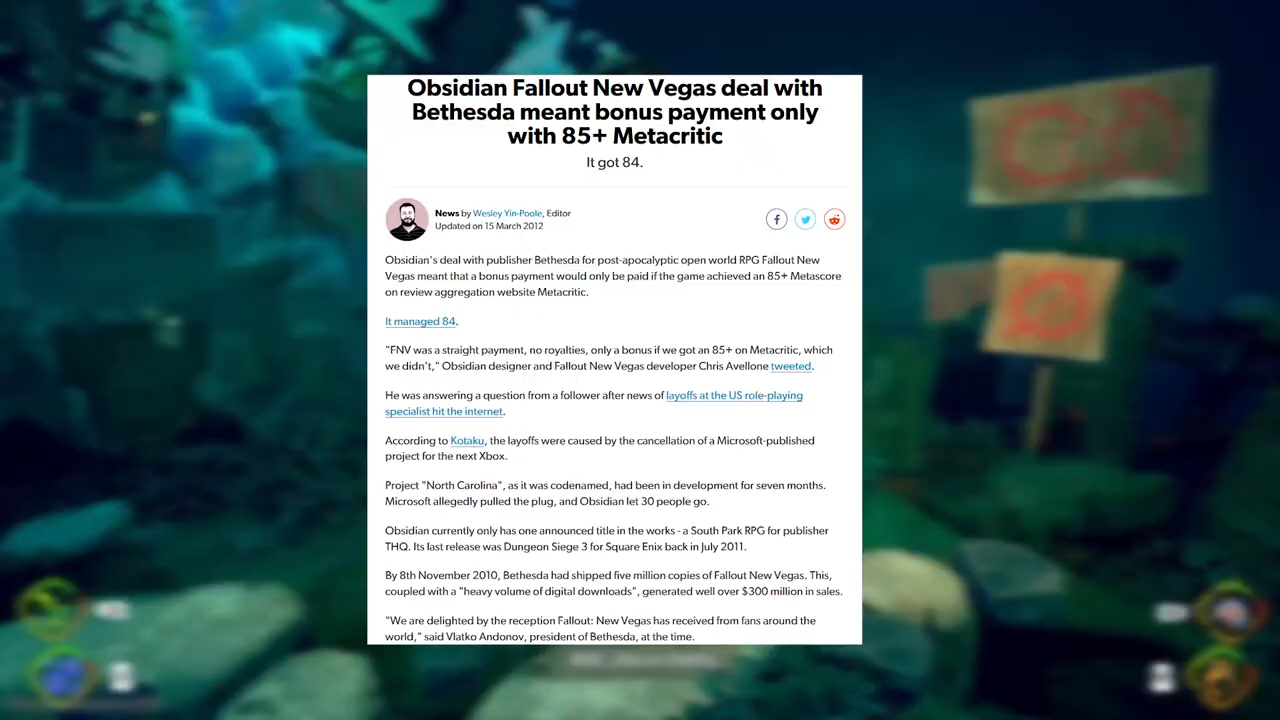 Obsidian Fallout New Vegas deal with
Bethesda meant bonus payment only
with 85+ Metacritic
It got 84.
News by Wesley Yin-Poole, Editor
Updated on 15 March 2012
Obsidian's deal with publisher Bethesda for post-apocalyptic open world RPG Fallout New
Vegas meant that a bonus payment would only be paid if the game achieved an 85+ Metascore
on review aggregation website Metacritic.
It managed 84.
"FNV was a straight payment, no royalties, only a bonus if we got an 85+ on Metacritic, which
we didn't," Obsidian designer and Fallout New Vegas developer Chris Avellone tweeted.
He was answering a question from a follower after news of layoffs at the US role-playing
specialist hit the internet.
According to Kotaku, the layoffs were caused by the cancellation of a Microsoft-published
project for the next Xbox.
Project "North Carolina", as it was codenamed, had been in development for seven months.
Microsoft allegedly pulled the plug, and Obsidian let 30 people go.
Obsidian currently only has one announced title in the works - a South Park RPG for publisher
THQ. Its last release was Dungeon Siege 3 for Square Enix back in July 2011.
By 8th November 2010, Bethesda had shipped five million copies of Fallout New Vegas. This,
coupled with a "heavy volume of digital downloads", generated well over $300 million in sales.
"We are delighted by the reception Fallout: New Vegas has received from fans around the
world," said Vlatko Andonov, president of Bethesda, at the time.